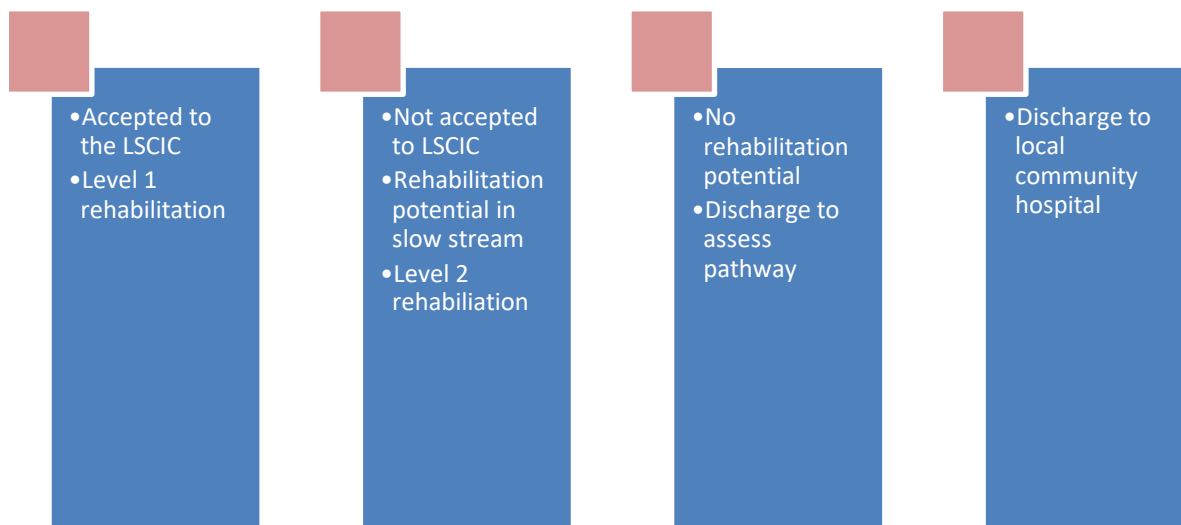 •Accepted to
the LSCIC
•Level 1
rehabilitation
•Not accepted
to LSCIC
•Rehabilitation
potential in
slow stream
•Level 2
rehabiliation
•No
rehabilitation
potential
•Discharge to
assess
pathway
•Discharge to
local
community
hospital